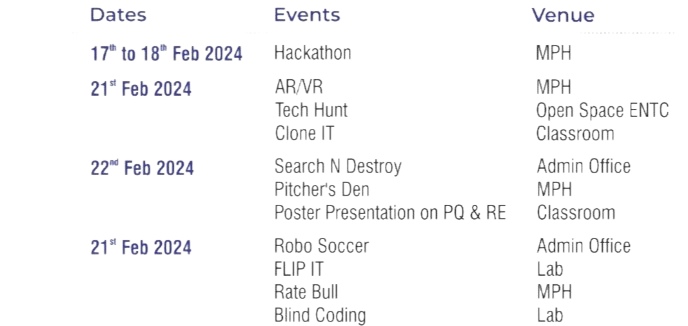 Dates Events Venue
17th to 18th Feb 2024 Hackathon MPH
21st Feb 2024 AR/VR MPH
Tech Hunt Open Space ENTC
Clone IT Classroom
22nd Feb 2024 Search N Destroy Admin Office
Pitcher's Den MPH
Poster Presentation on PQ & RE Classroom
21st Feb 2024 Robo Soccer Admin Office
FLIP IT Lab
Rate Bull MPH
Blind Coding Lab